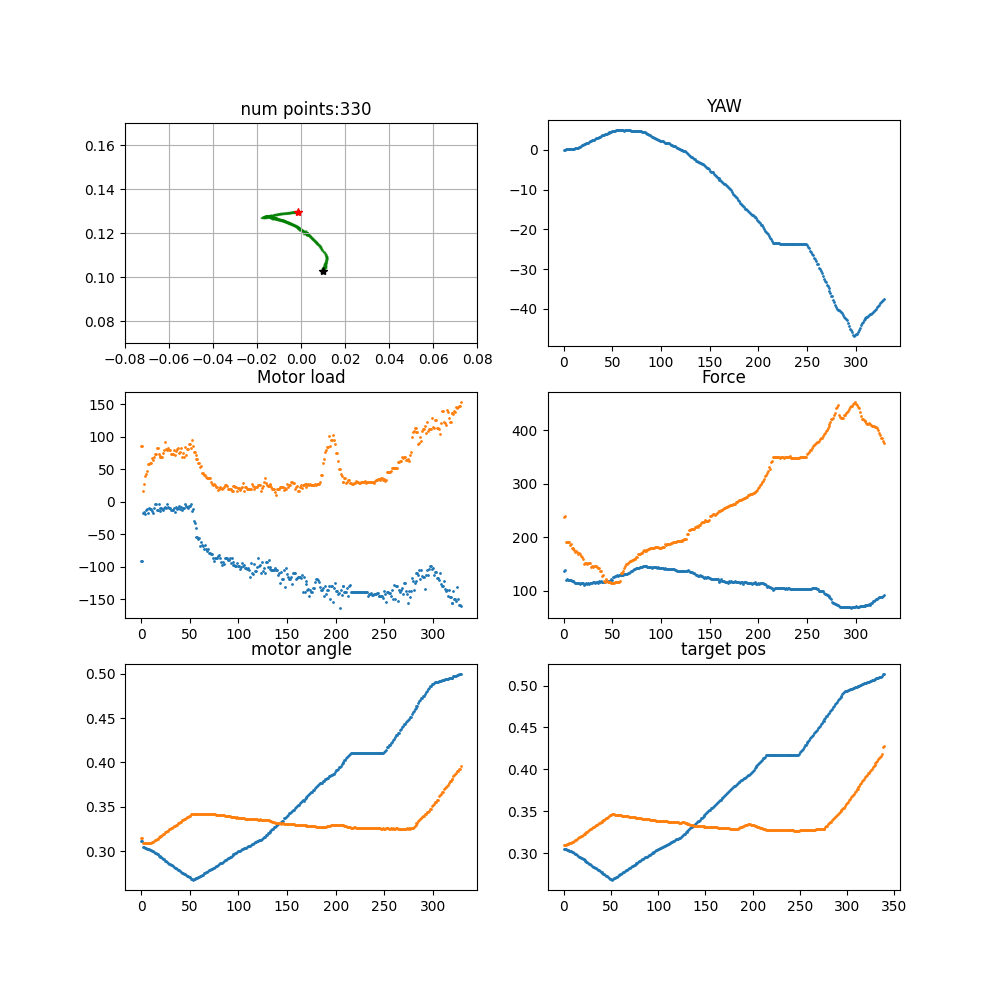 num points:330
0.16
0.14
0.12
0.10
0.08
−0.08 −0.06 −0.04 −0.02 0.00 0.02 0.04 0.06 0.08
YAW
0
−10
−20
−30
−40
0 50 100 150 200 250 300
Motor load
150
100
50
0
−50
−100
−150
0 50 100 150 200 250 300
Force
400
300
200
100
0 50 100 150 200 250 300
motor angle
0.50
0.45
0.40
0.35
0.30
0 50 100 150 200 250 300
target pos
0.50
0.45
0.40
0.35
0.30
0 50 100 150 200 250 300 350